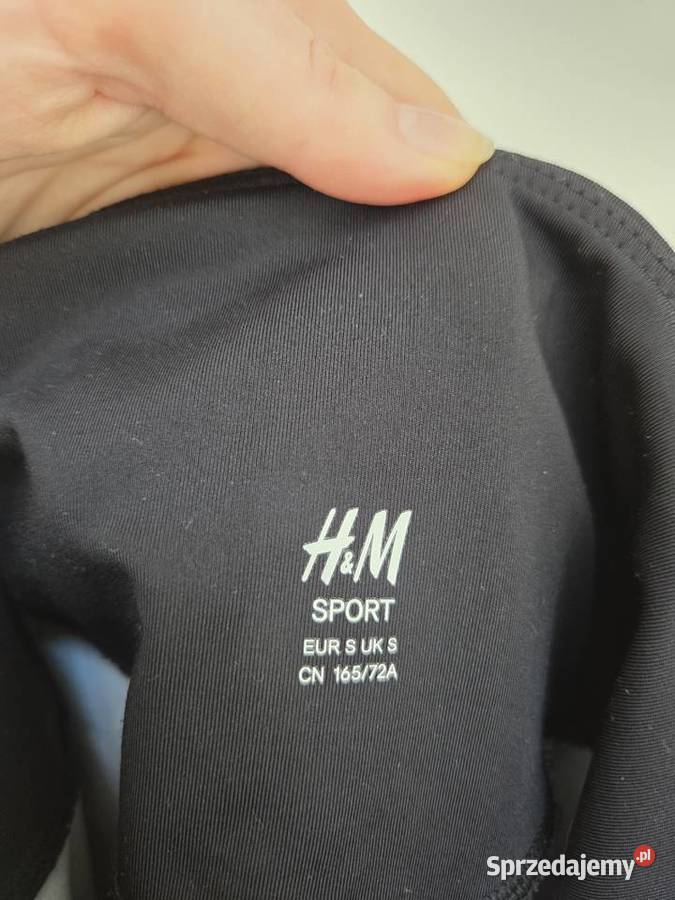 H&M
SPORT
EUR S UK S
CN 165/72A
Sprzedajemy.pl